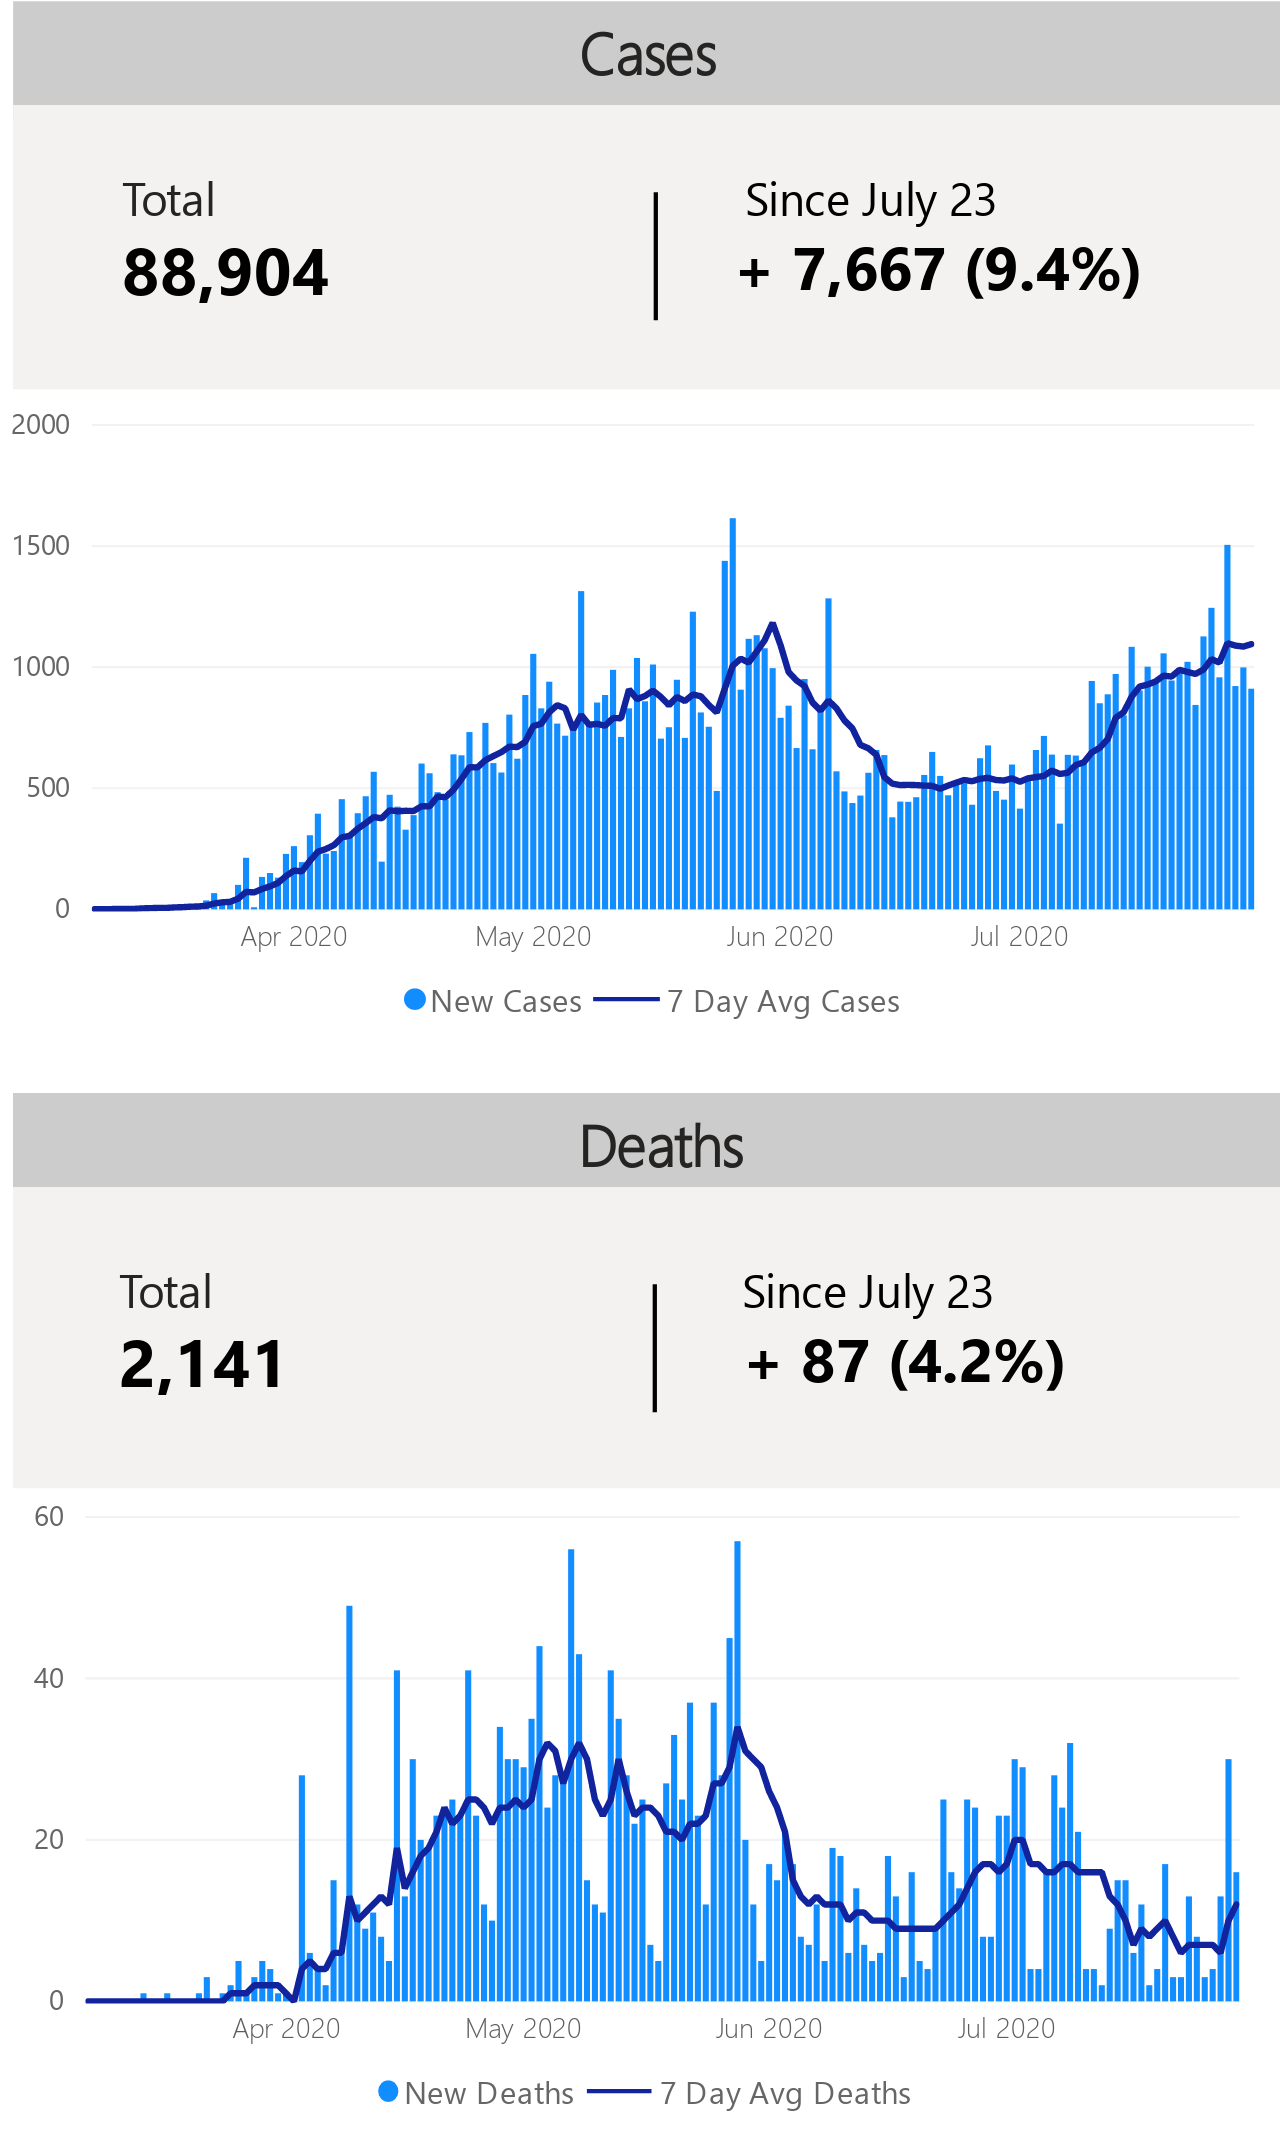 Cases
Total
Since July 23
88,904
+ 7,667 (9.4%)
2000
1500
1000
500
0
Apr 2020
May 2020
Jun 2020
Jul 2020
New Cases
7 Day Avg Cases
Deaths
Total
Since July 23
2,141
+ 87 (4.2%)
60
40
20
0
Apr 2020
May 2020
Jun 2020
Jul 2020
New Deaths
7 Day Avg Deaths